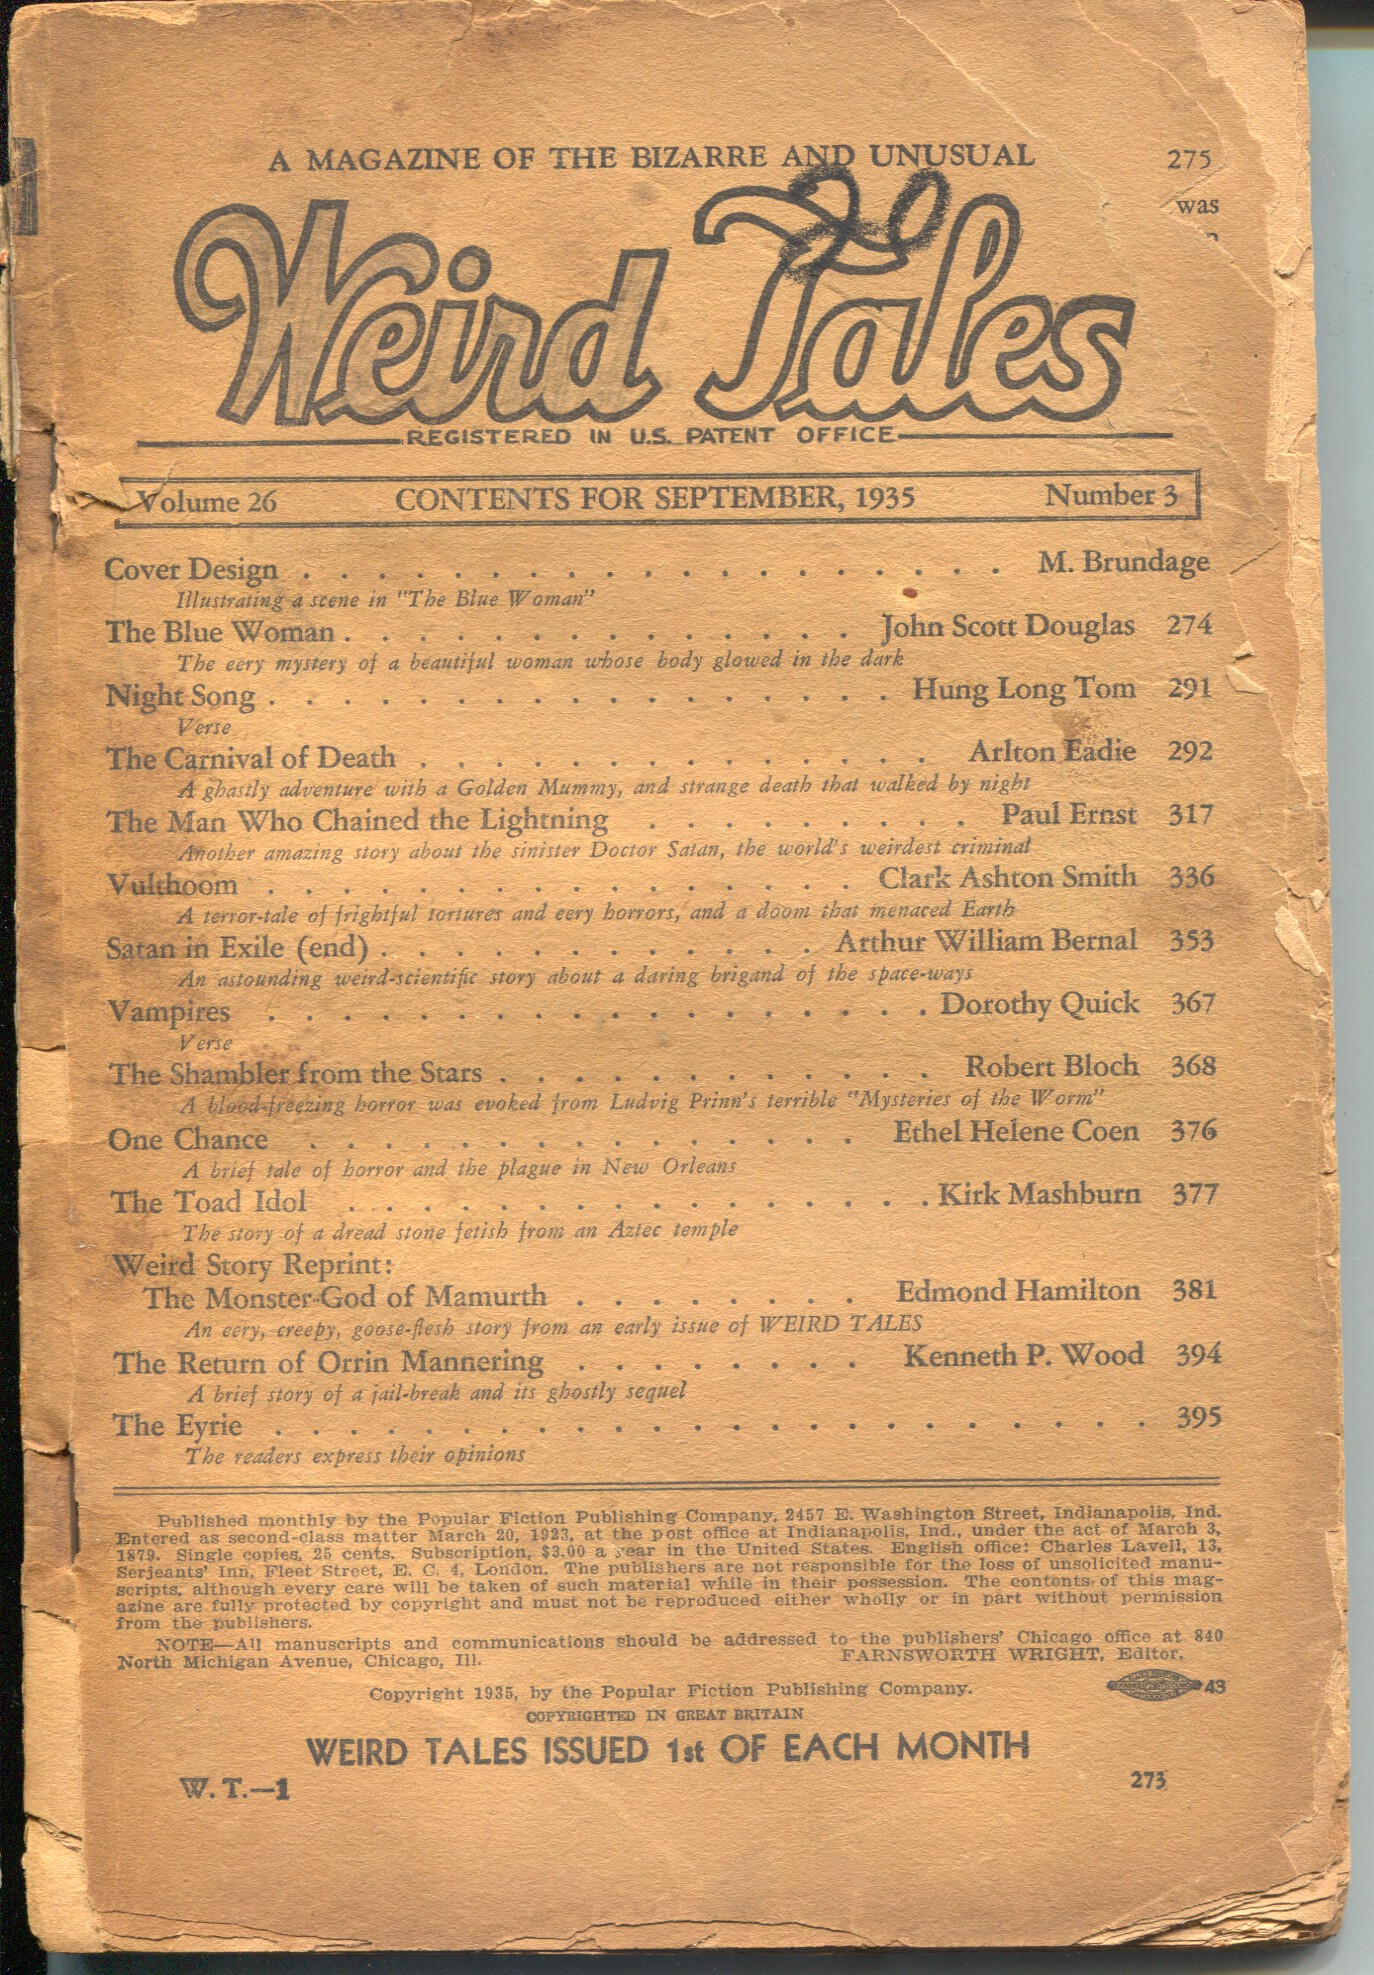 A MAGAZINE OF THE BIZARRE AND UNUSUAL 275
was
Weird Tales
REGISTERED IN U.S. PATENT OFFICE
Volume 26 CONTENTS FOR SEPTEMBER, 1935 Number 3
Cover Design . . . . . . . . . . . . . . . . . . . M. Brundage
Illustrating a scene in "The Blue Woman"
The Blue Woman . . . . . . . . . . . . . . John Scott Douglas 274
The eery mystery of a beautiful woman whose body glowed in the dark
Night Song . . . . . . . . . . . . . . . . . Hung Long Tom 291
Verse
The Carnival of Death . . . . . . . . . . . . . . Arlton Eadie 292
A ghastly adventure with a Golden Mummy, and strange death that walked by night
The Man Who Chained the Lightning . . . . . . . . . Paul Ernst 317
Another amazing story about the sinister Doctor Satan, the world's weirdest criminal
Vulthoom . . . . . . . . . . . . . . . . Clark Ashton Smith 336
A terror-tale of frightful tortures and eery horrors, and a doom that menaced Earth
Satan in Exile (end) . . . . . . . . . . . . Arthur William Bernal 353
An astounding weird-scientific story about a daring brigand of the space-ways
Vampires . . . . . . . . . . . . . . . . . . Dorothy Quick 367
Verse
The Shambler from the Stars . . . . . . . . . . . . Robert Bloch 368
A blood-freezing horror was evoked from Ludvig Prinn's terrible "Mysteries of the Worm"
One Chance . . . . . . . . . . . . . . . Ethel Helene Coen 376
A brief tale of horror and the plague in New Orleans
The Toad Idol . . . . . . . . . . . . . . . . Kirk Mashburn 377
The story of a dread stone fetish from an Aztec temple
Weird Story Reprint:
The Monster-God of Mamurth . . . . . . . . Edmond Hamilton 381
An eery, creepy, goose-flesh story from an early issue of WEIRD TALES
The Return of Orrin Mannering . . . . . . . . Kenneth P. Wood 394
A brief story of a jail-break and its ghostly sequel
The Eyrie . . . . . . . . . . . . . . . . . . . . . . . 395
The readers express their opinions
Published monthly by the Popular Fiction Publishing Company, 2457 E. Washington Street, Indianapolis, Ind.
Entered as second-class matter March 20, 1923, at the post office at Indianapolis, Ind., under the act of March 3,
1879. Single copies, 25 cents. Subscription, $3.00 a year in the United States. English office: Charles Lavell, 13,
Serjeants' Inn, Fleet Street, E. C. 4, London. The publishers are not responsible for the loss of unsolicited manu-
scripts, although every care will be taken of such material while in their possession. The contents of this mag-
azine are fully protected by copyright and must not be reproduced either wholly or in part without permission
from the publishers.
NOTE—All manuscripts and communications should be addressed to the publishers' Chicago office at 840
North Michigan Avenue, Chicago, Ill. FARNSWORTH WRIGHT, Editor.
Copyright 1935, by the Popular Fiction Publishing Company. 43
COPYRIGHTED IN GREAT BRITAIN
WEIRD TALES ISSUED 1st OF EACH MONTH
W. T.—1 273